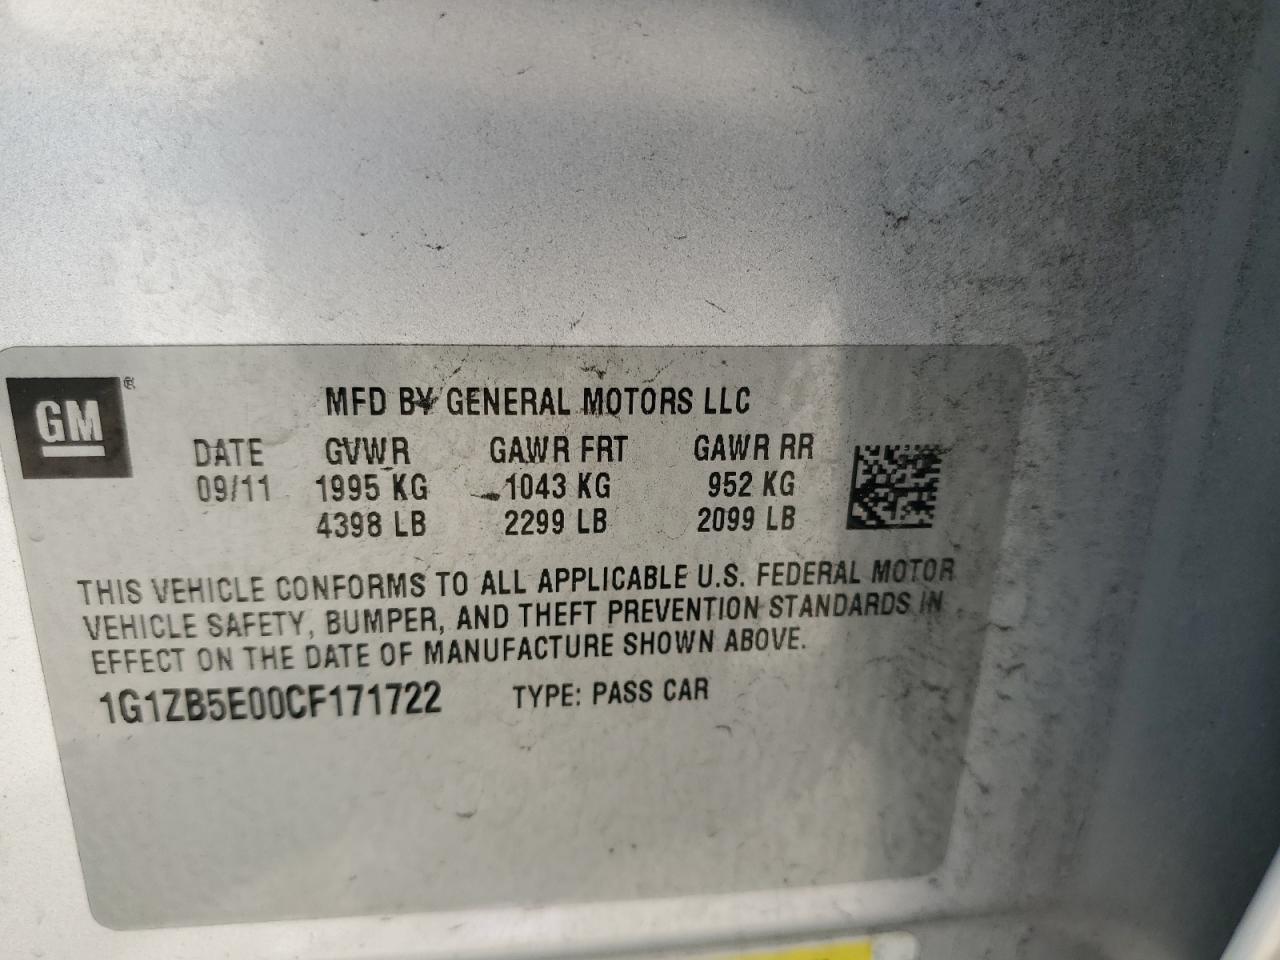 GM ®
MFD BY GENERAL MOTORS LLC
DATE GVWR GAWR FRT GAWR RR
09/11 1995 KG 1043 KG 952 KG
4398 LB 2299 LB 2099 LB
THIS VEHICLE CONFORMS TO ALL APPLICABLE U.S. FEDERAL MOTOR
VEHICLE SAFETY, BUMPER, AND THEFT PREVENTION STANDARDS IN
EFFECT ON THE DATE OF MANUFACTURE SHOWN ABOVE.
1G1ZB5E00CF171722 TYPE: PASS CAR